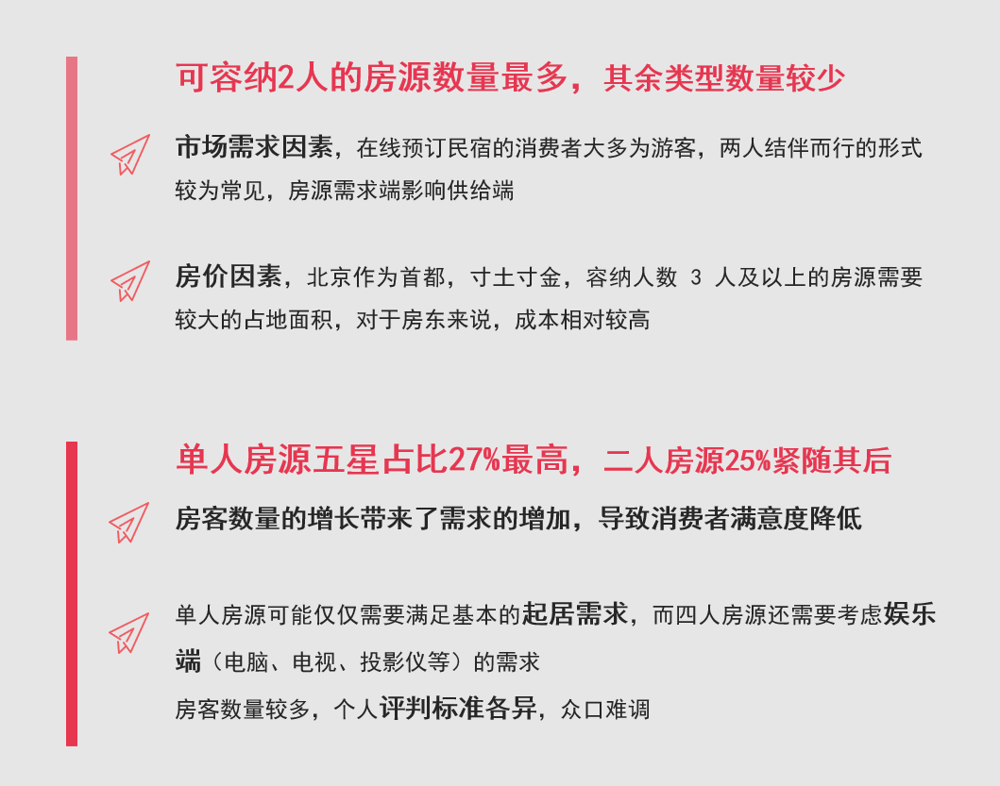 可容纳2人的房源数量最多，其余类型数量较少
市场需求因素，在线预订民宿的消费者大多为游客，两人结伴而行的形式
较为常见，房源需求端影响供给端
房价因素，北京作为首都，寸土寸金，容纳人数 3 人及以上的房源需要
较大的占地面积，对于房东来说，成本相对较高
单人房源五星占比27%最高，二人房源25%紧随其后
房客数量的增长带来了需求的增加，导致消费者满意度降低
单人房源可能仅仅需要满足基本的起居需求，而四人房源还需要考虑娱乐
端（电脑、电视、投影仪等）的需求
房客数量较多，个人评判标准各异，众口难调